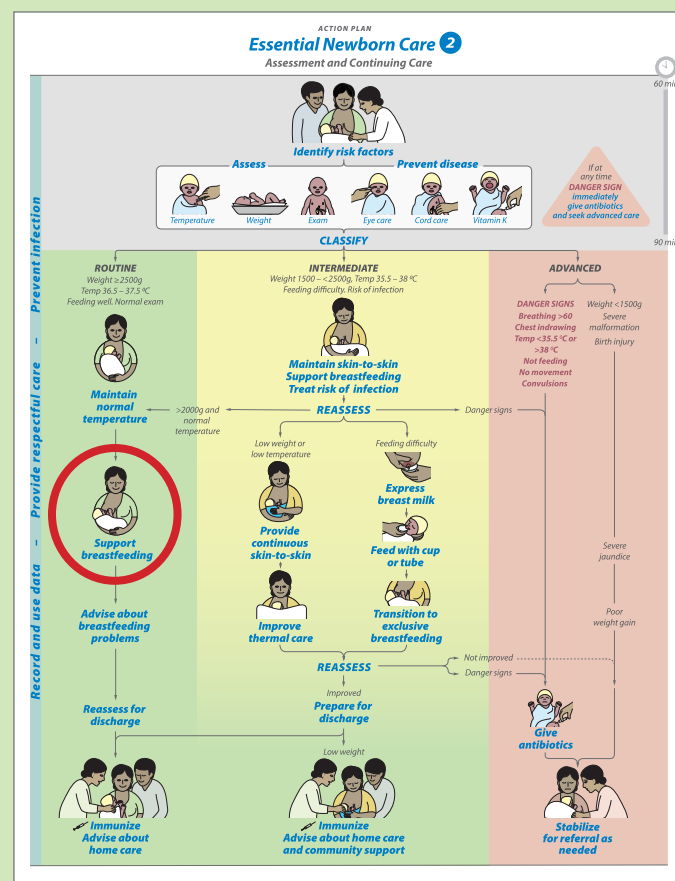 ACTION PLAN
Essential Newborn Care 2
Assessment and Continuing Care
60 min
Identify risk factors
Assess
Prevent disease
Temperature
Weight
Exam
Eye care
Cord care
Vitamin K
If at
any time
DANGER SIGN
immediately
give antibiotics
and seek advanced care
CLASSIFY
90 min
Prevent infection
–
Provide respectful care
–
Record and use data
ROUTINE
Weight ≥2500g
Temp 36.5 – 37.5 ºC
Feeding well. Normal exam
Maintain
normal
temperature
Support
breastfeeding
Advise about
breastfeeding
problems
Reassess for
discharge
Immunize
Advise about
home care
INTERMEDIATE
Weight 1500 – <2500g, Temp 35.5 – 38 ºC
Feeding difficulty. Risk of infection
Maintain skin-to-skin
Support breastfeeding
Treat risk of infection
REASSESS
>2000g and
normal
temperature
Danger signs
Low weight or
low temperature
Provide
continuous
skin-to-skin
Improve
thermal care
Feeding difficulty
Express
breast milk
Feed with cup
or tube
Transition to
exclusive
breastfeeding
REASSESS
Not improved
Danger signs
Improved
Prepare for
discharge
Low weight
Immunize
Advise about home care
and community support
ADVANCED
DANGER SIGNS
Breathing >60
Chest indrawing
Temp <35.5 ºC or
>38 ºC
Not feeding
No movement
Convulsions
Weight <1500g
Severe
malformation
Birth injury
Severe
jaundice
Poor
weight gain
Give
antibiotics
Stabilize
for referral as
needed